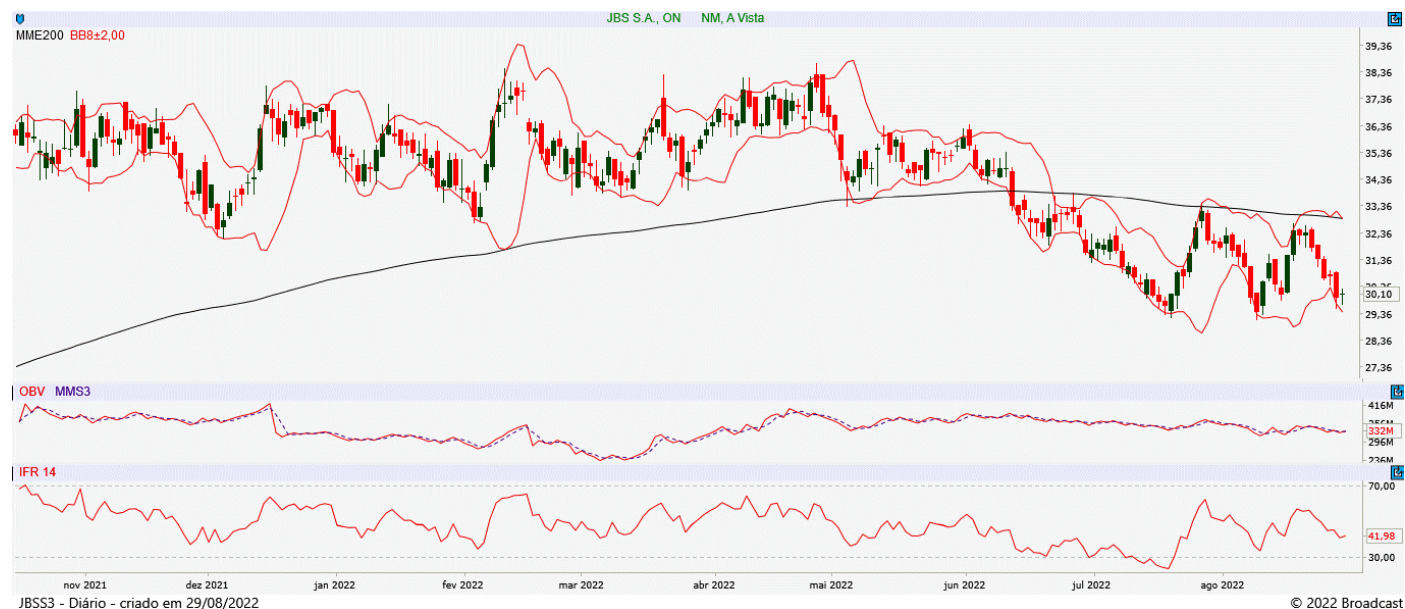 JBS S.A., ON NM, A Vista
MME200 BB8±2,00
39.36
38.36
37.36
36.36
35.36
34.36
33.36
32.36
31.36
30.36
30.10
29.36
28.36
27.36
OBV MMS3
416M
356M
332M
296M
236M
IFR 14
70,00
41,98
30,00
nov 2021 dez 2021 jan 2022 fev 2022 mar 2022 abr 2022 mai 2022 jun 2022 jul 2022 ago 2022
JBSS3 - Diário - criado em 29/08/2022 © 2022 Broadcast